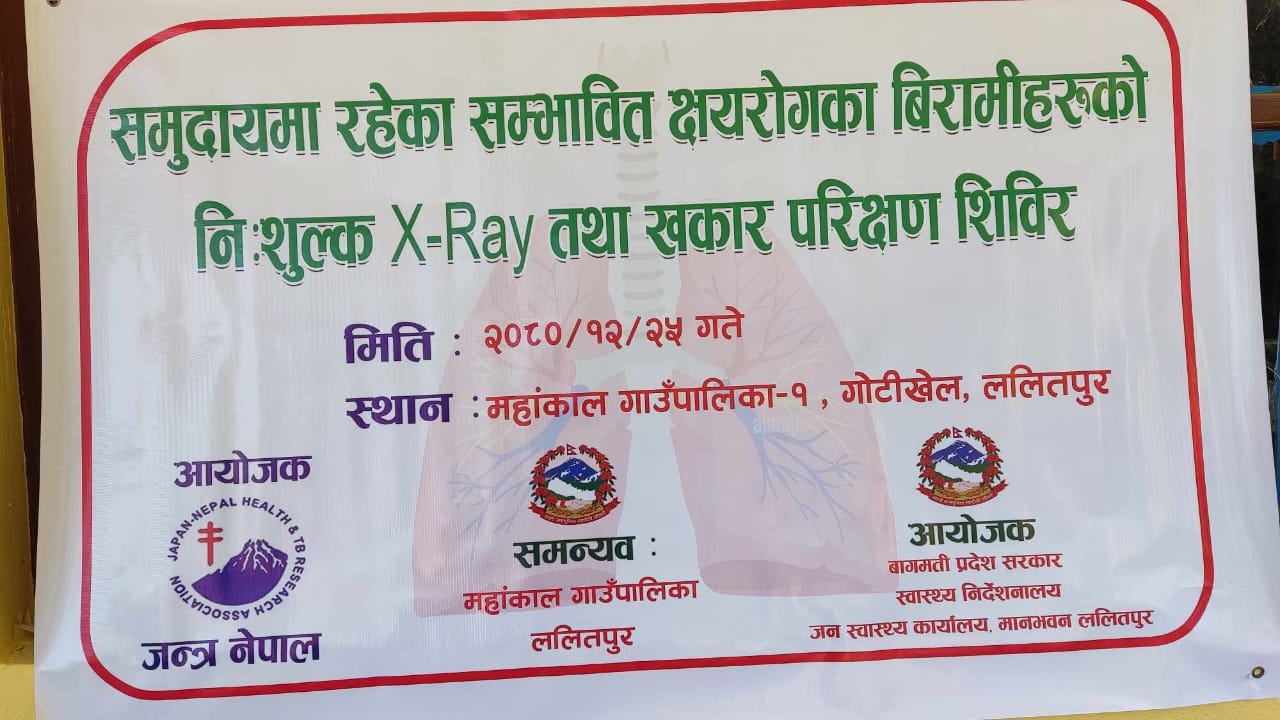 समुदायमा रहेका सम्भावित क्षयरोगका बिरामीहरूको
नि:शुल्क X-Ray तथा खकार परिक्षण शिविर
मिति : २०८०/१२/२५ गते
स्थान : महांकाल गाउँपालिका-१ , गोटीखेल, ललितपुर
आयोजक
JAPAN-NEPAL HEALTH & TB RESEARCH ASSOCIATION
जन्त्र नेपाल
समन्यव :
महांकाल गाउँपालिका
ललितपुर
आयोजक
बागमती प्रदेश सरकार
स्वास्थ्य निर्देशनालय
जन स्वास्थ्य कार्यालय, मानभवन ललितपुर